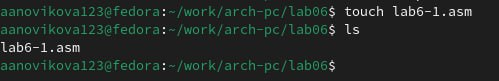 aanovikova123@fedora:~/work/arch-pc/lab06$ touch lab6-1.asm
aanovikova123@fedora:~/work/arch-pc/lab06$ ls
lab6-1.asm
aanovikova123@fedora:~/work/arch-pc/lab06$